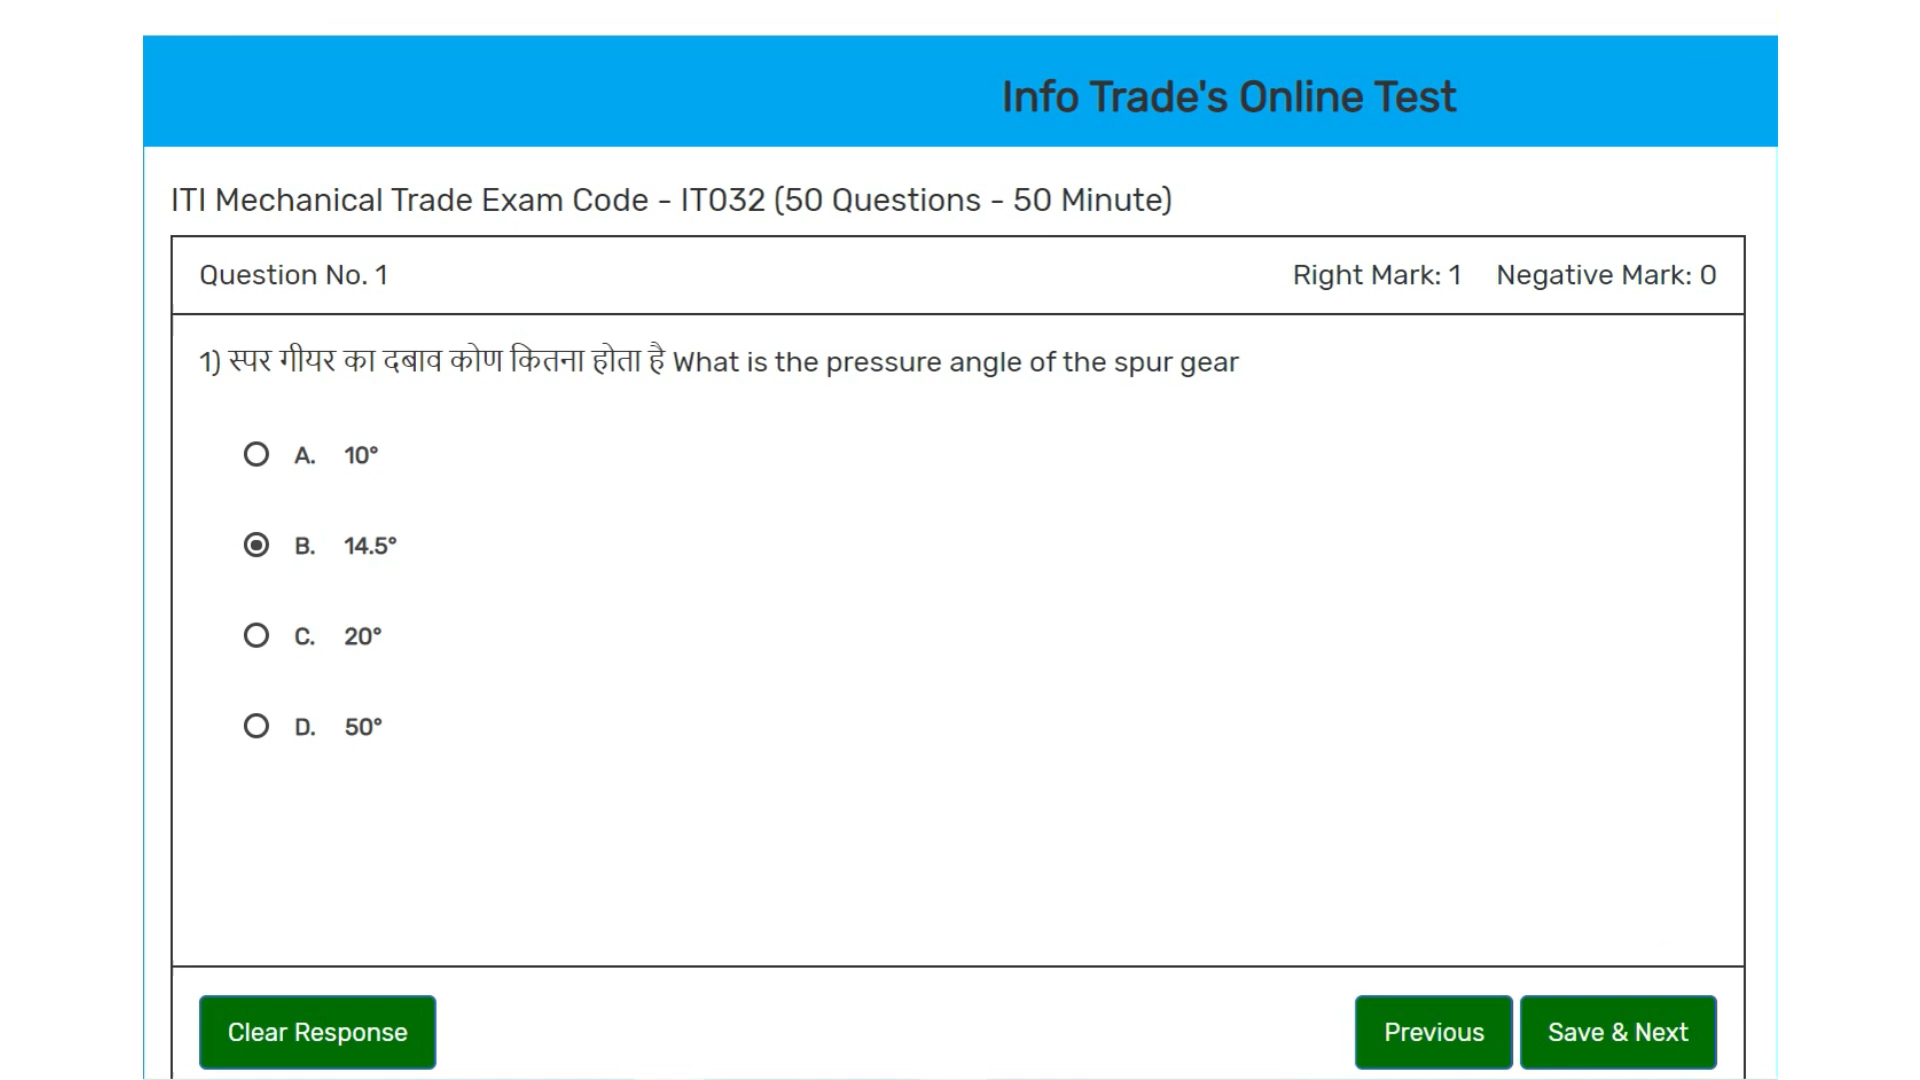 Info Trade's Online Test
ITI Mechanical Trade Exam Code - IT032 (50 Questions - 50 Minute)
Question No. 1 Right Mark: 1 Negative Mark: 0
1) स्पर गीयर का दबाव कोण कितना होता है What is the pressure angle of the spur gear
A. 10°
B. 14.5°
C. 20°
D. 50°
Clear Response Previous Save & Next